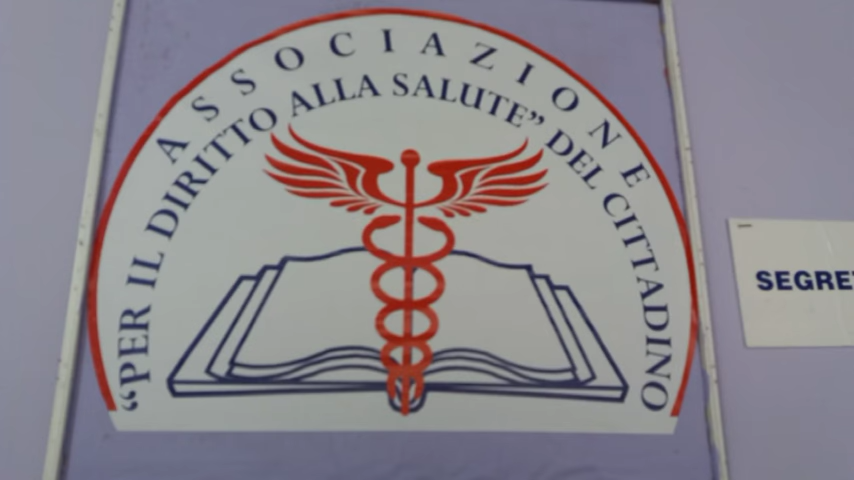 ASSOCIAZIONE
“PER IL DIRITTO ALLA SALUTE” DEL CITTADINO